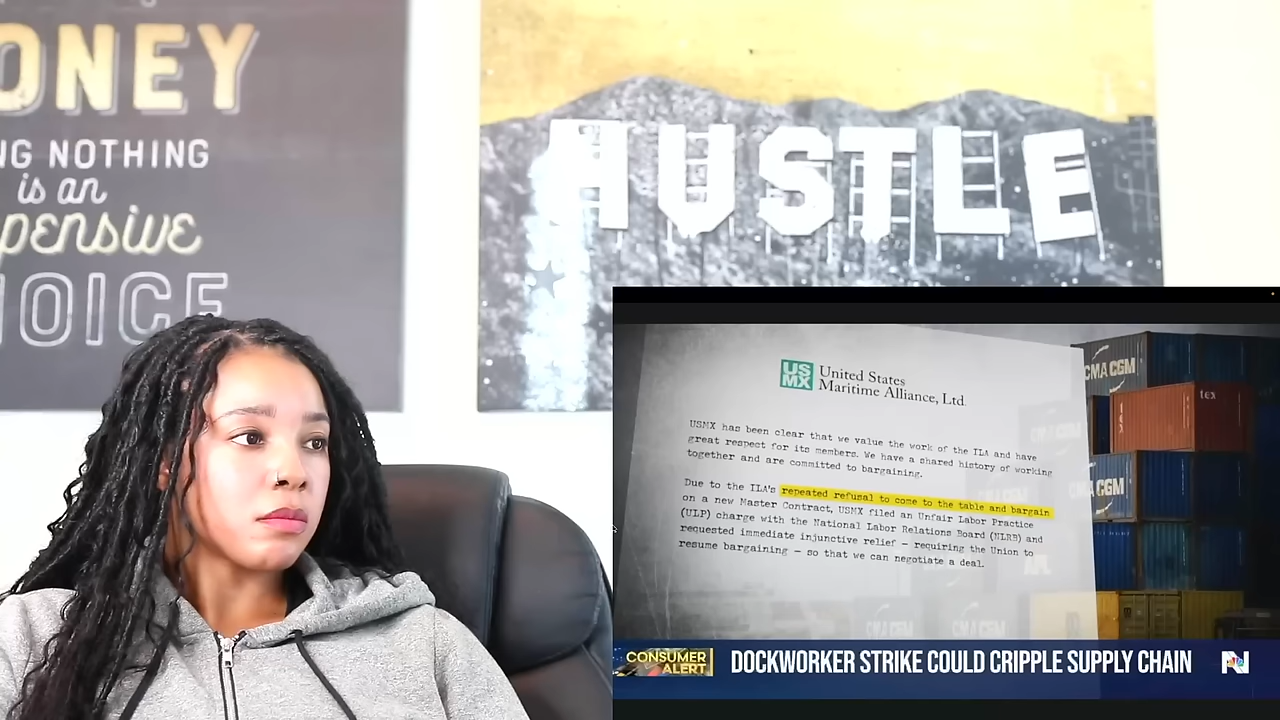 ONEY
NG NOTHING
is an
pensive
HOICE
HUSTLE
US
MX
United States
Maritime Alliance, Ltd.
USMX has been clear that we value the work of the ILA and have
great respect for its members. We have a shared history of working
together and are committed to bargaining.
Due to the ILA's repeated refusal to come to the table and bargain
on a new Master Contract, USMX filed an Unfair Labor Practice
(ULP) charge with the National Labor Relations Board (NLRB) and
requested immediate injunctive relief — requiring the Union to
resume bargaining — so that we can negotiate a deal.
CMA CGM
tex
CMA CGM
CONSUMER
ALERT
DOCKWORKER STRIKE COULD CRIPPLE SUPPLY CHAIN
N